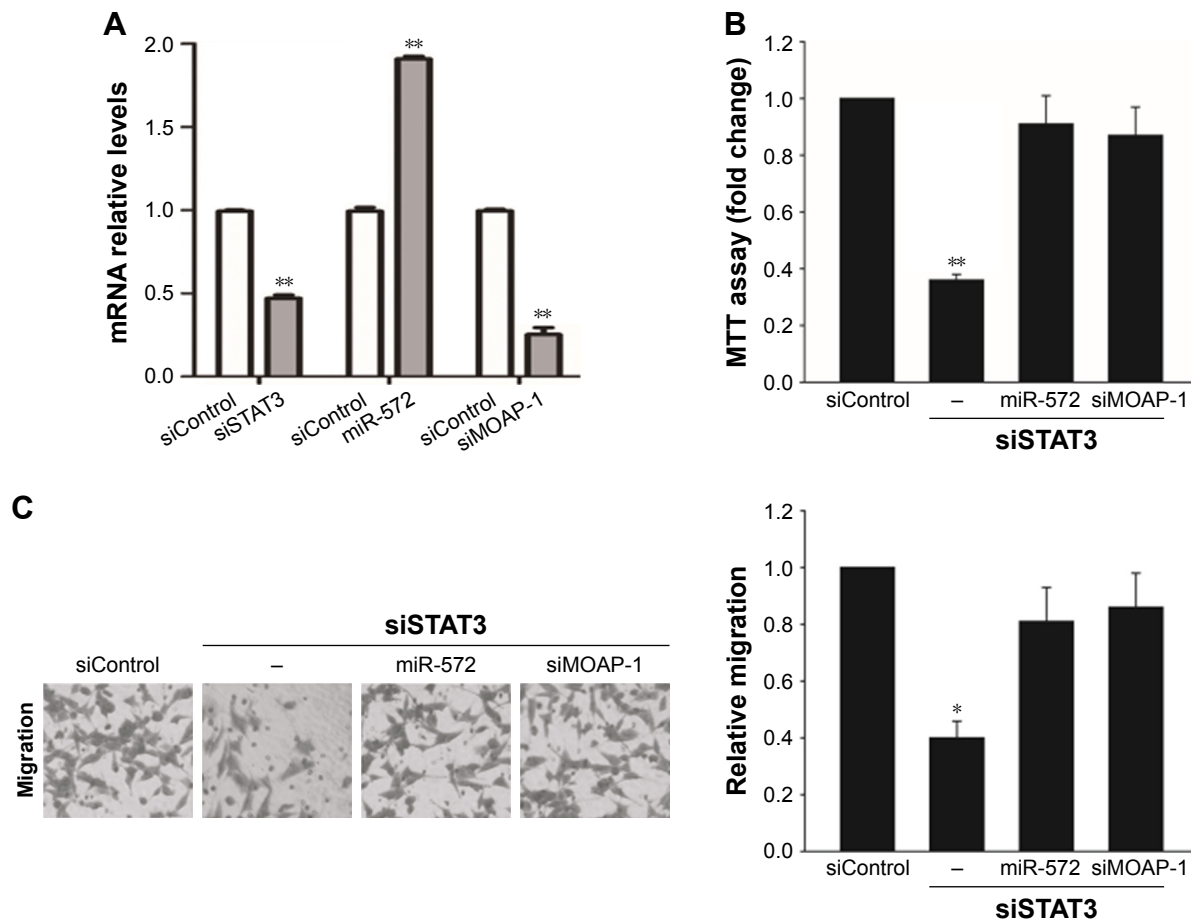 A
mRNA relative levels
2.0
1.5
1.0
0.5
0.0
**
**
**
siControl
siSTAT3
siControl
miR-572
siControl
siMOAP-1
B
MTT assay (fold change)
1.2
1.0
0.8
0.6
0.4
0.2
0.0
**
siControl – miR-572 siMOAP-1
siSTAT3
C
siSTAT3
siControl – miR-572 siMOAP-1
Migration
Relative migration
1.2
1.0
0.8
0.6
0.4
0.2
0.0
*
siControl – miR-572 siMOAP-1
siSTAT3